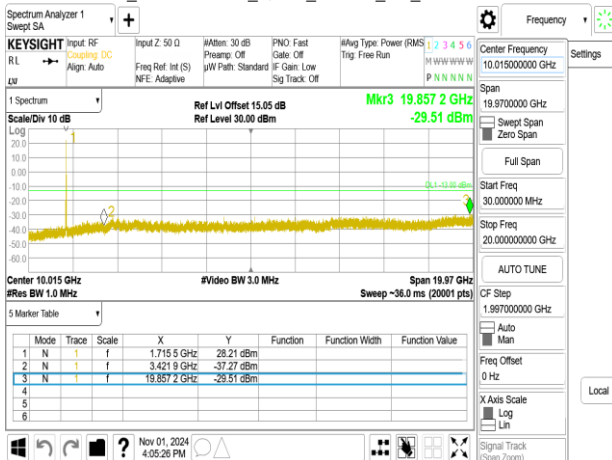 Spectrum Analyzer 1
Swept SA
+
Frequency
Settings
KEYSIGHT
RL
LXI
Input: RF
Coupling: DC
Align: Auto
Input Z: 50 Ω
Freq Ref: Int (S)
NFE: Adaptive
#Atten: 30 dB
Preamp: Off
µW Path: Standard
PNO: Fast
Gate: Off
IF Gain: Low
Sig Track: Off
#Avg Type: Power (RMS
Trig: Free Run
1 2 3 4 5 6
M W W W W W
P N N N N N
1 Spectrum
Scale/Div 10 dB
Log
Ref Lvl Offset 15.05 dB
Ref Level 30.00 dBm
Mkr3 19.857 2 GHz
-29.51 dBm
20.0
10.0
0.00
-10.0
-20.0
-30.0
-40.0
-50.0
-60.0
1
2
3
DL1 -13.00 dBm
Center 10.015 GHz
#Res BW 1.0 MHz
#Video BW 3.0 MHz
Span 19.97 GHz
Sweep ~36.0 ms (20001 pts)
5 Marker Table
Mode Trace Scale X Y Function Function Width Function Value
1 N 1 f 1.715 5 GHz 28.21 dBm
2 N 1 f 3.421 9 GHz -37.27 dBm
3 N 1 f 19.857 2 GHz -29.51 dBm
4
5
6
?
Nov 01, 2024
4:05:26 PM
Center Frequency
10.015000000 GHz
Span
19.9700000 GHz
Swept Span
Zero Span
Full Span
Start Freq
30.000000 MHz
Stop Freq
20.000000000 GHz
AUTO TUNE
CF Step
1.997000000 GHz
Auto
Man
Freq Offset
0 Hz
X Axis Scale
Log
Lin
Signal Track
(Span Zoom)
Local